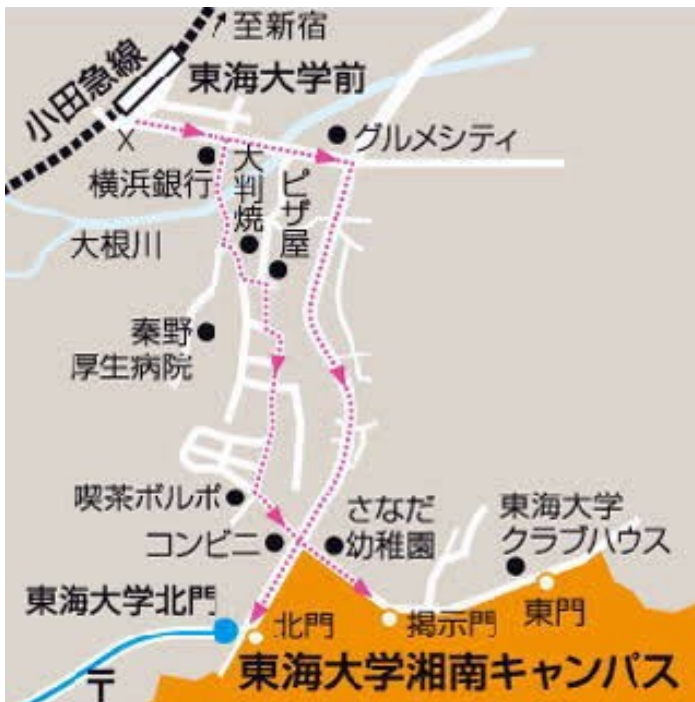 至新宿
小田急線
東海大学前
グルメシティ
横浜銀行
大判焼
ピザ屋
大根川
秦野
厚生病院
喫茶ボルポ
コンビニ
さなだ
幼稚園
東海大学
クラブハウス
東海大学北門
北門
掲示門
東門
東海大学湘南キャンパス
〒